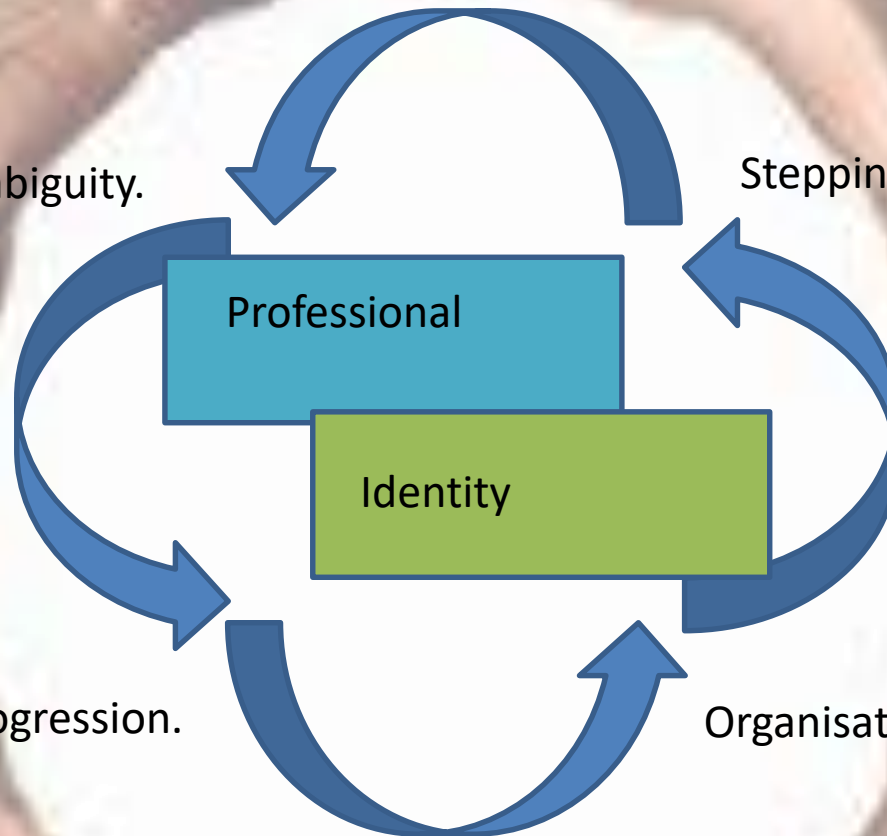 biguity.
Steppin
Professional
Identity
ogression.
Organisat